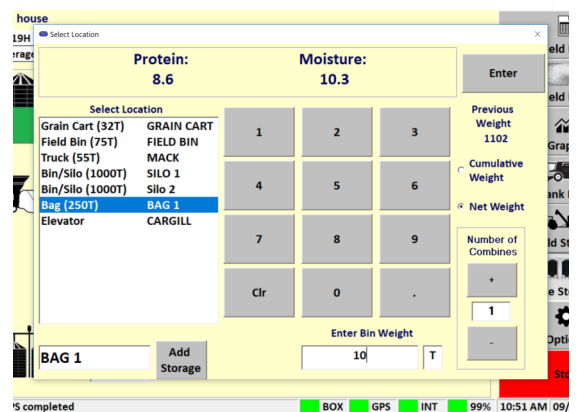 house
19H
Select Location
Protein:
8.6
Moisture:
10.3
Enter
Select Location
Grain Cart (32T) GRAIN CART
Field Bin (75T) FIELD BIN
Truck (55T) MACK
Bin/Silo (1000T) SILO 1
Bin/Silo (1000T) Silo 2
Bag (250T) BAG 1
Elevator CARGILL
1 2 3
4 5 6
7 8 9
Clr 0 .
Previous
Weight
1102
Cumulative
Weight
Net Weight
Number of
Combines
+
1
-
Enter Bin Weight
10 T
BAG 1
Add
Storage
completed
BOX GPS INT 99% 10:51 AM 09/